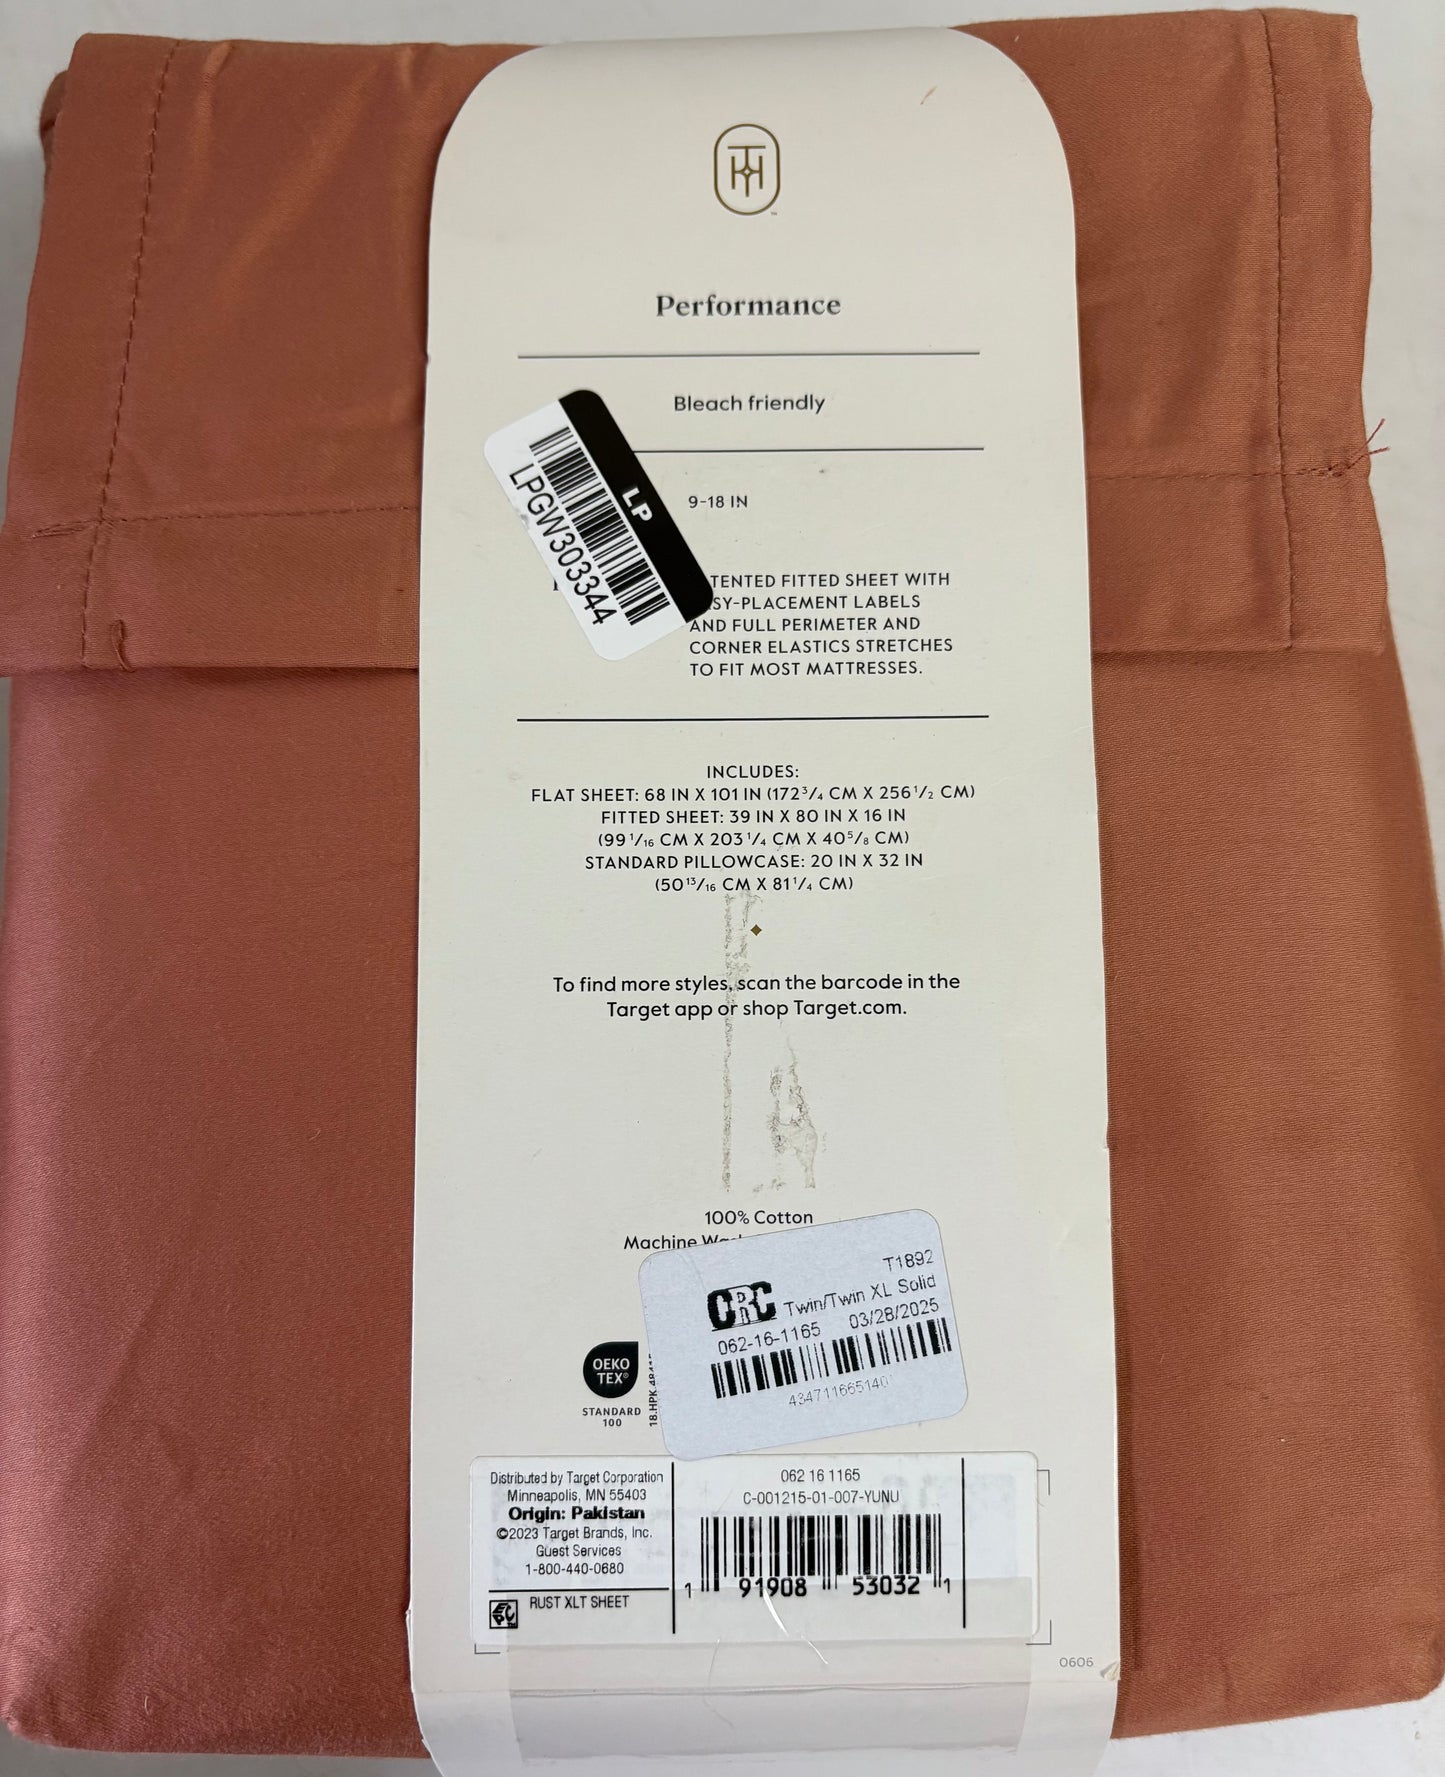 TH
Performance
Bleach friendly
LP
LPGW303344
9-18 IN
FITTED SHEET WITH
-PLACEMENT LABELS
AND FULL PERIMETER AND
CORNER ELASTICS STRETCHES
TO FIT MOST MATTRESSES.
INCLUDES:
FLAT SHEET: 68 IN X 101 IN (172 3/4 CM X 256 1/2 CM)
FITTED SHEET: 39 IN X 80 IN X 16 IN
(99 1/16 CM X 203 1/4 CM X 40 5/8 CM)
STANDARD PILLOWCASE: 20 IN X 32 IN
(50 13/16 CM X 81 1/4 CM)
To find more styles, scan the barcode in the
Target app or shop Target.com.
100% Cotton
Machine
T1892
CRC Twin/Twin XL Solid
062-16-1165 03/28/2025
434711665140
OEKO
TEX®
STANDARD
100
18.HPK
Distributed by Target Corporation
Minneapolis, MN 55403
Origin: Pakistan
©2023 Target Brands, Inc.
Guest Services
1-800-440-0680
RUST XLT SHEET
062 16 1165
C-001215-01-007-YUNU
1 91908 53032 1
0606